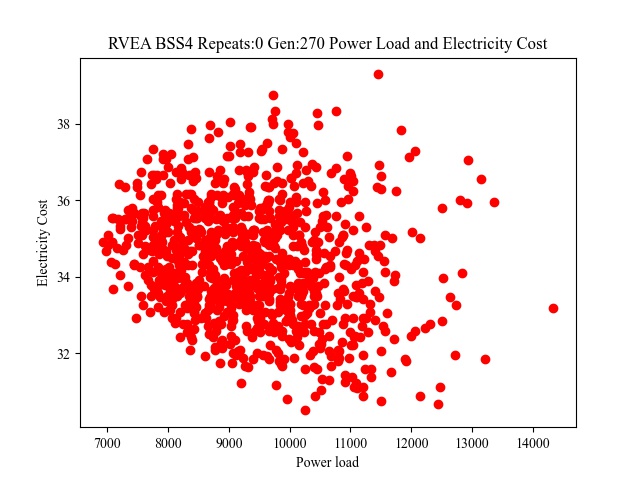 RVEA BSS4 Repeats:0 Gen:270 Power Load and Electricity Cost
Electricity Cost
38
36
34
32
7000 8000 9000 10000 11000 12000 13000 14000
Power load